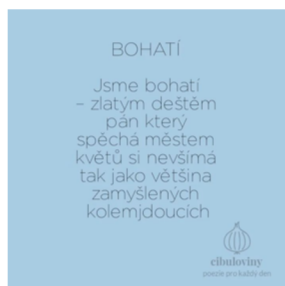 BOHATÍ
Jsme bohatí
– zlatým deštěm
pán který
spěchá městem
květů si nevšímá
tak jako většina
zamyšlených
kolemjdoucích
cibuloviny
poezie pro každý den